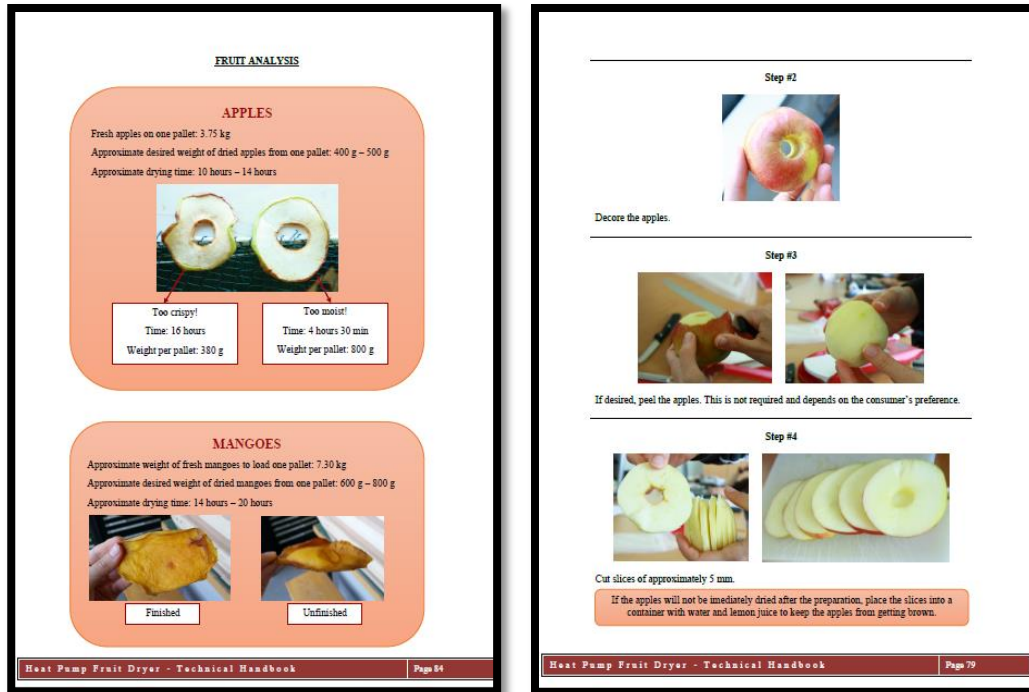 FRUIT ANALYSIS
APPLES
Fresh apples on one pallet: 3.75 kg
Approximate desired weight of dried apples from one pallet: 400 g – 500 g
Approximate drying time: 10 hours – 14 hours
Too crispy!
Time: 16 hours
Weight per pallet: 380 g
Too moist!
Time: 4 hours 30 min
Weight per pallet: 800 g
MANGOES
Approximate weight of fresh mangoes to load one pallet: 7.30 kg
Approximate desired weight of dried mangoes from one pallet: 600 g – 800 g
Approximate drying time: 14 hours – 20 hours
Finished
Unfinished
Heat Pump Fruit Dryer - Technical Handbook
Page 84
Step #2
Decore the apples.
Step #3
If desired, peel the apples. This is not required and depends on the consumer's preference.
Step #4
Cut slices of approximately 5 mm.
If the apples will not be imediately dried after the preparation, place the slices into a
container with water and lemon juice to keep the apples from getting brown.
Heat Pump Fruit Dryer - Technical Handbook
Page 79